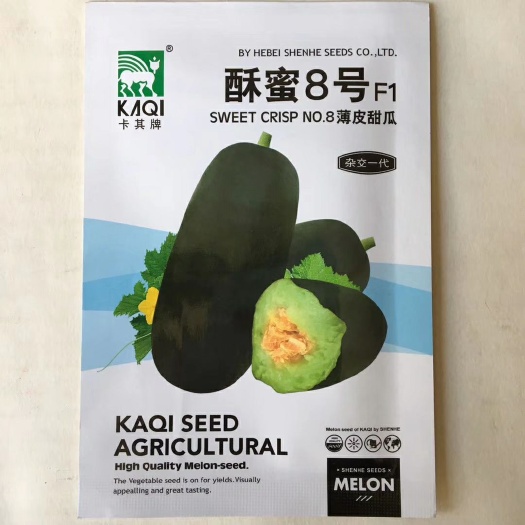 BY HEBEI SHENHE SEEDS CO.,LTD.
®
KAQI
卡其牌
酥蜜8号F1
SWEET CRISP NO.8薄皮甜瓜
杂交一代
KAQI SEED
AGRICULTURAL
High Quality Melon-seed.
The Vegetable seed is on for yields.Visually
appealling and great tasting.
Melon seed of KAQI by SHENHE
• SHENHE SEEDS ×
MELON
////